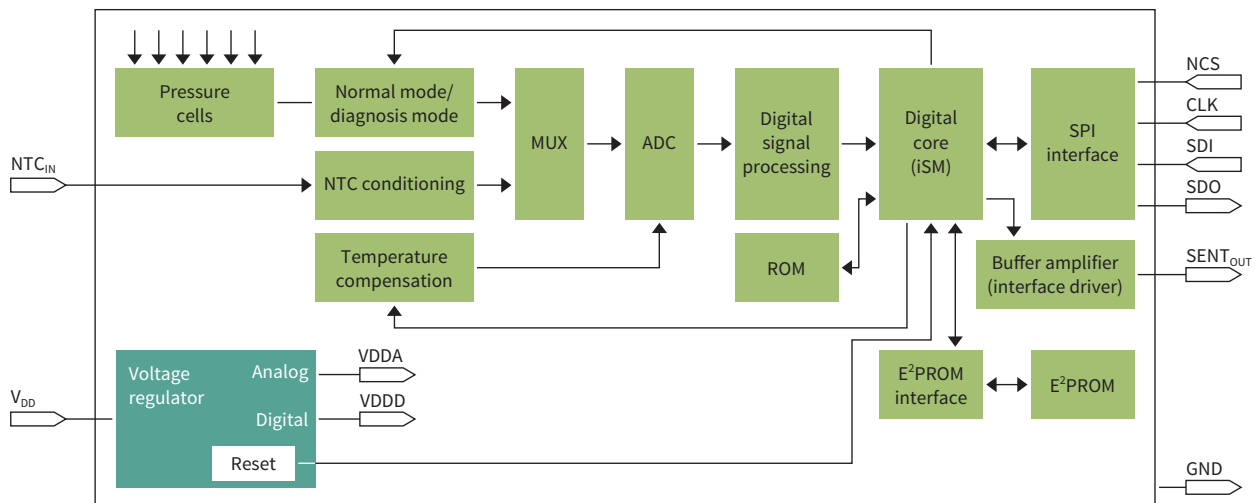 Pressure
cells
Normal mode/
diagnosis mode
MUX
ADC
Digital
signal
processing
Digital
core
(iSM)
SPI
interface
NCS
CLK
SDI
SDO
NTC_IN
NTC conditioning
Temperature
compensation
ROM
Buffer amplifier
(interface driver)
SENT_OUT
V_DD
Voltage
regulator
Analog
Digital
Reset
VDDA
VDDD
E²PROM
interface
E²PROM
GND